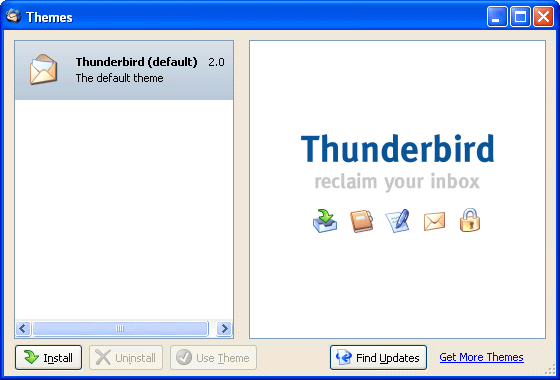 Themes
Thunderbird (default) 2.0
The default theme
Thunderbird
reclaim your inbox
Install Uninstall Use Theme Find Updates Get More Themes